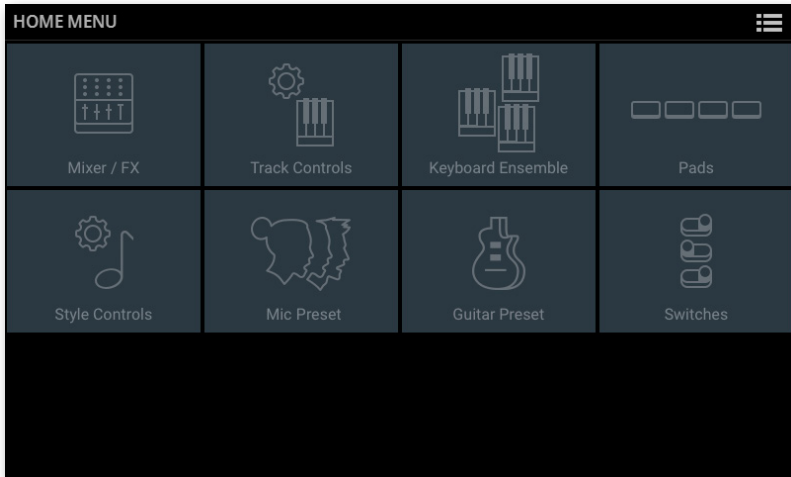 HOME MENU
Mixer / FX
Track Controls
Keyboard Ensemble
Pads
Style Controls
Mic Preset
Guitar Preset
Switches